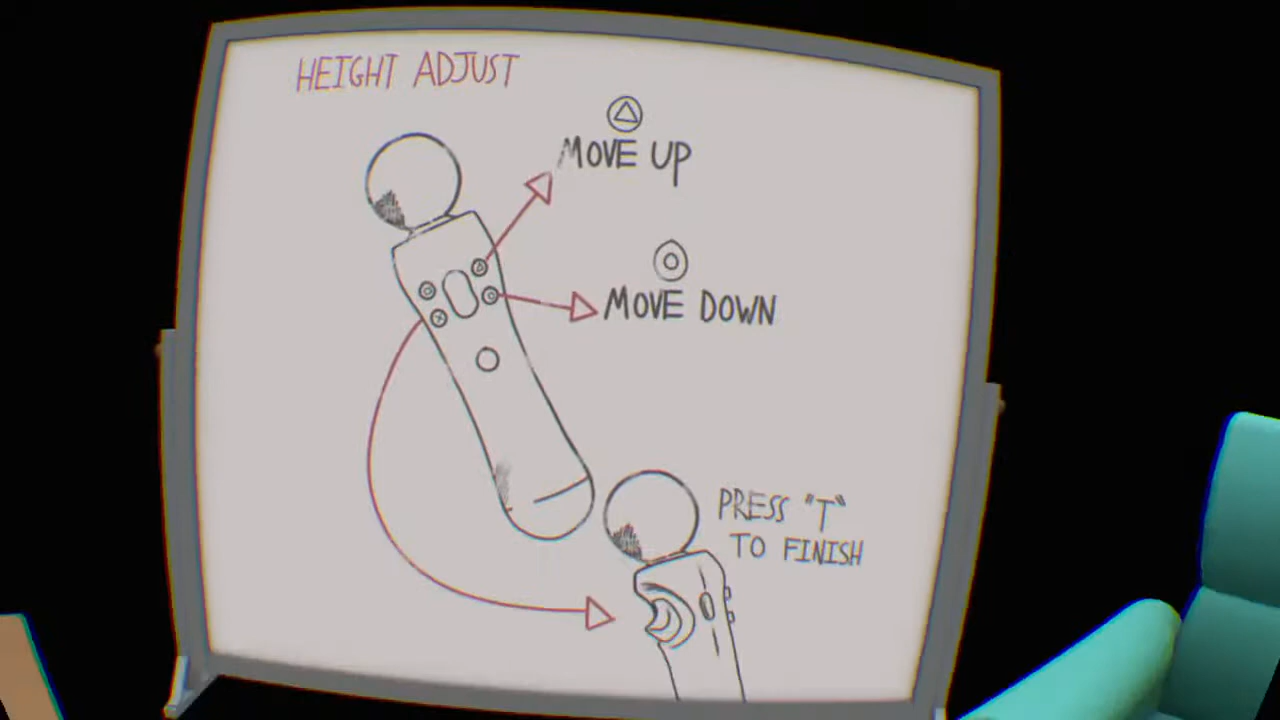 HEIGHT ADJUST
MOVE UP
MOVE DOWN
PRESS "T"
TO FINISH